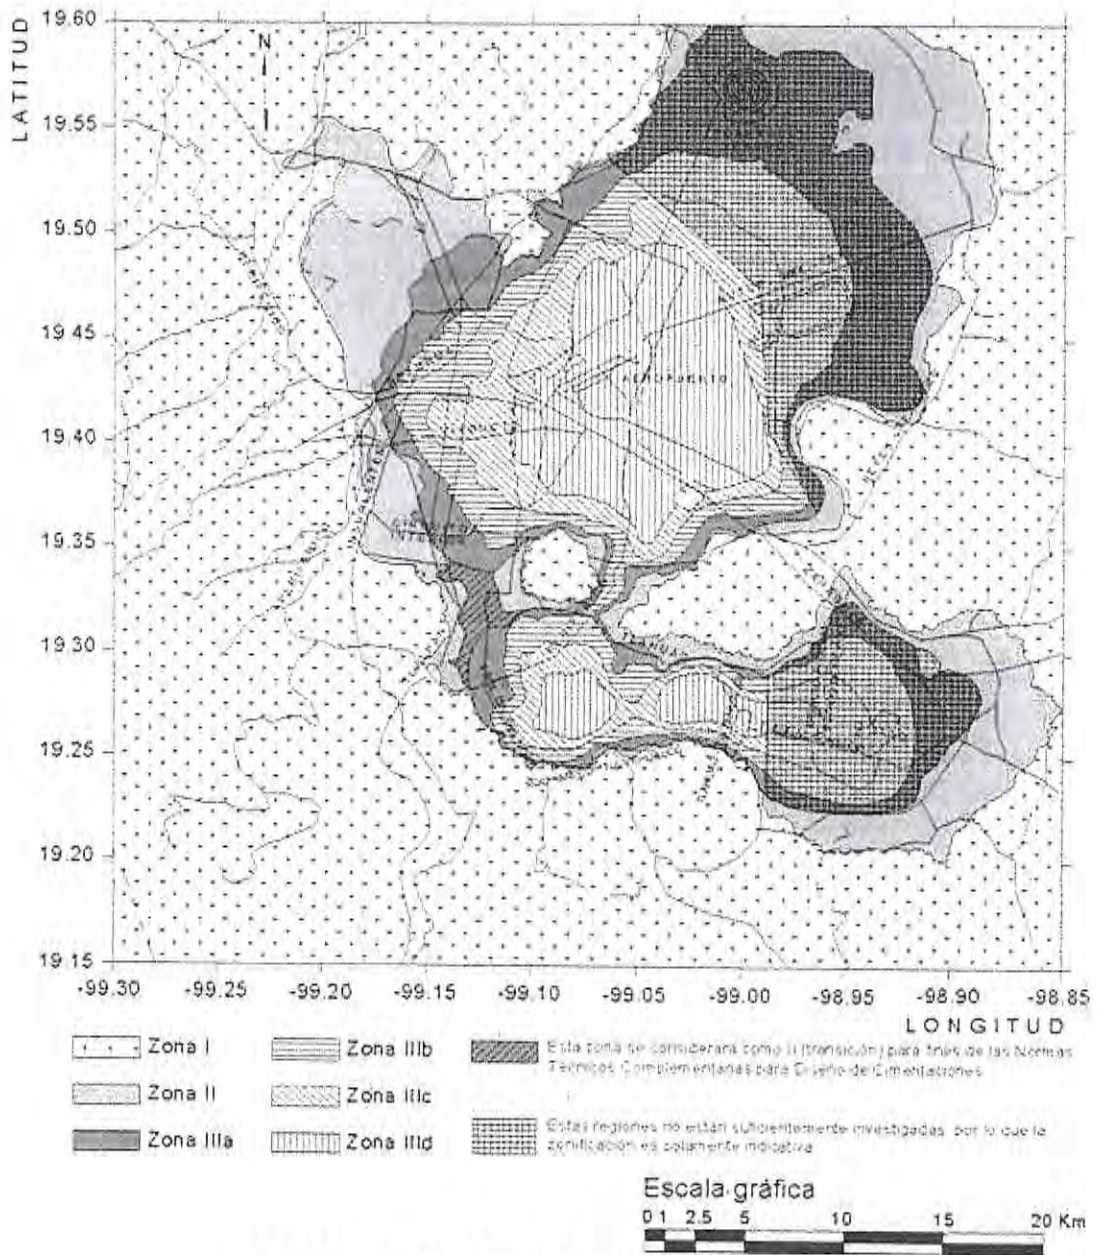 LATITUD
19.60
N
19.55
19.50
19.45
AEROPUERTO
19.40
CIRCUITO
INTERIOR
19.35
19.30
19.25
19.20
19.15
-99.30 -99.25 -99.20 -99.15 -99.10 -99.05 -99.00 -98.95 -98.90 -98.85
LONGITUD
Zona I Zona IIIb Esta zona se considerará como II (transición) para fines de las Normas
Técnicas Complementarias para Diseño de Cimentaciones
Zona II Zona IIIc
Zona IIIa Zona IIId Estas regiones no están suficientemente investigadas, por lo que la
zonificación es solamente indicativa
Escala gráfica
0 1 2.5 5 10 15 20 Km